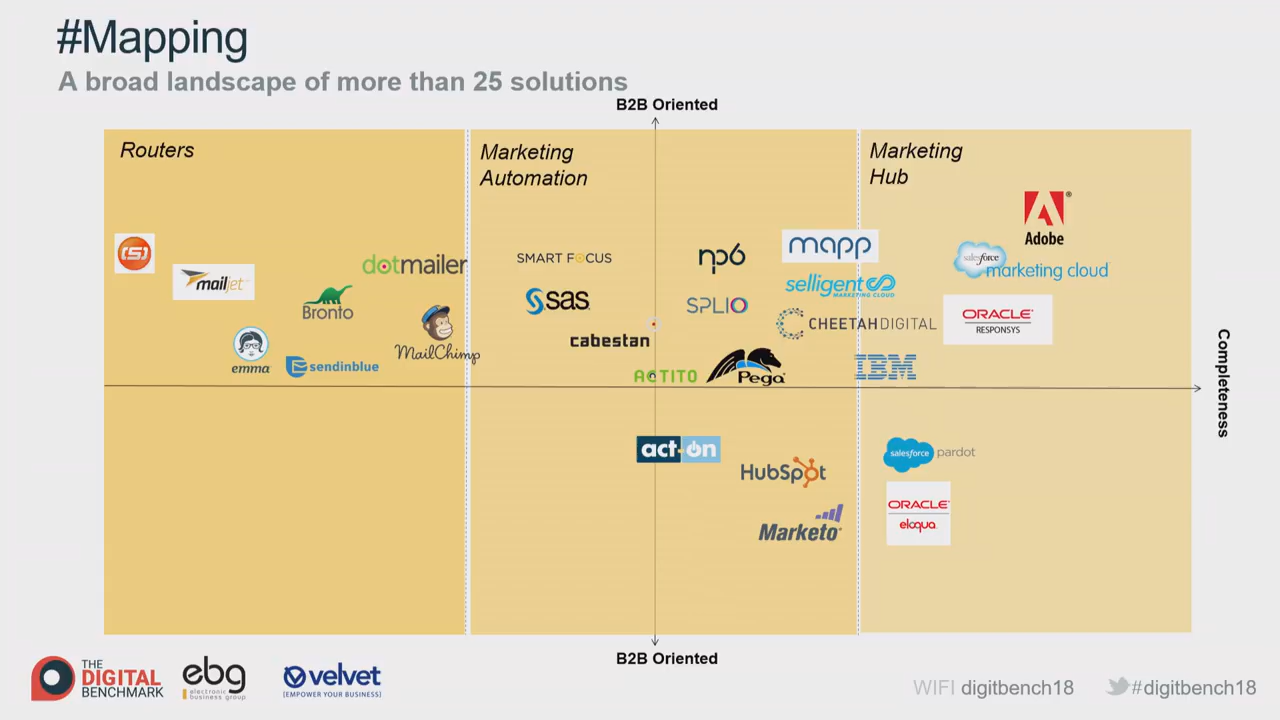 #Mapping
A broad landscape of more than 25 solutions
B2B Oriented
Routers
Marketing
Automation
Marketing
Hub
Adobe
dotmailer
SMART FOCUS
np6
mapp
salesforce
marketing cloud
mailjet
Bronto
sas
SPLIO
selligent
MARKETING CLOUD
CHEETAHDIGITAL
ORACLE
RESPONSYS
MailChimp
cabestan
emma
sendinblue
ACTITO
Pega
IBM
Completeness
act-on
HubSpot
salesforce pardot
Marketo
ORACLE
eloqua
B2B Oriented
THE
DIGITAL
BENCHMARK
ebg
electronic
business group
velvet
[EMPOWER YOUR BUSINESS]
WIFI digitbench18
#digitbench18